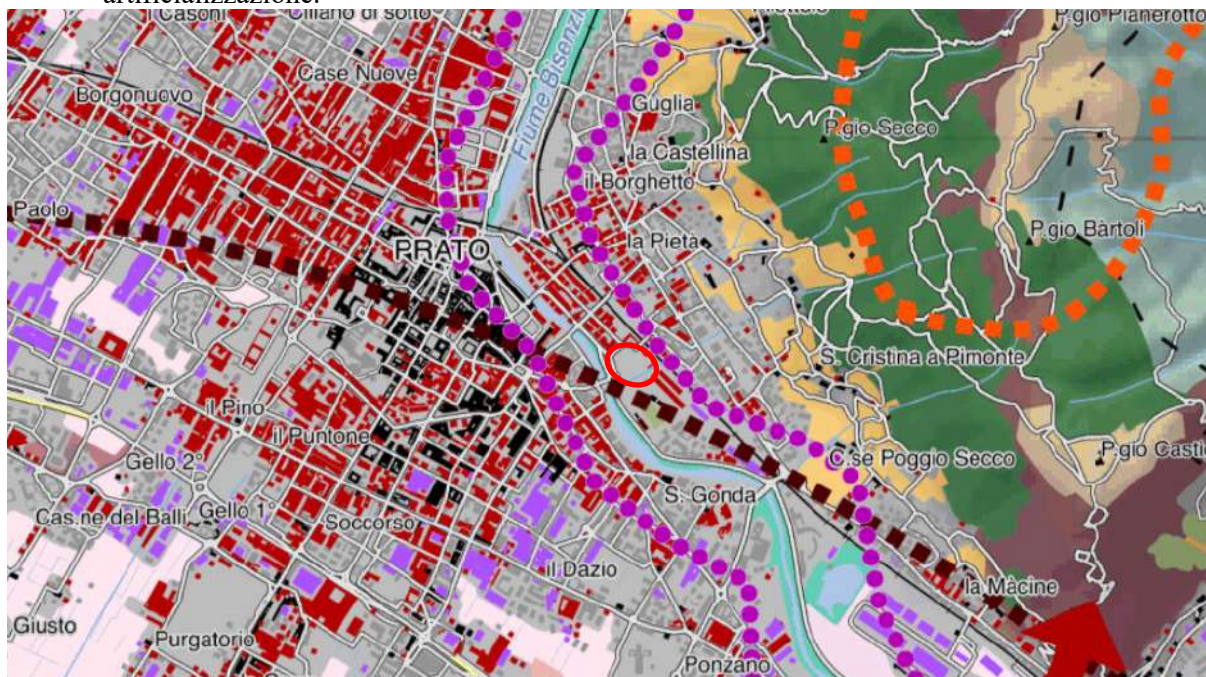 artificializzazione.
i Casoni
Ciliano di sotto
P.gio Pianerotto
Case Nuove
Borgonuovo
Fiume Bisenzi
Guglia
P.gio Secco
la Castellina
il Borghetto
Paolo
la Pietà
P.gio Bàrtoli
PRATO
S. Cristina a Pimonte
il Pino
il Puntone
Gello 2°
C.se Poggio Secco
P.gio Casti
Cas.ne del Balli
Gello 1°
S. Gonda
Soccorso
il Dazio
la Màcine
Giusto
Purgatorio
Ponzano